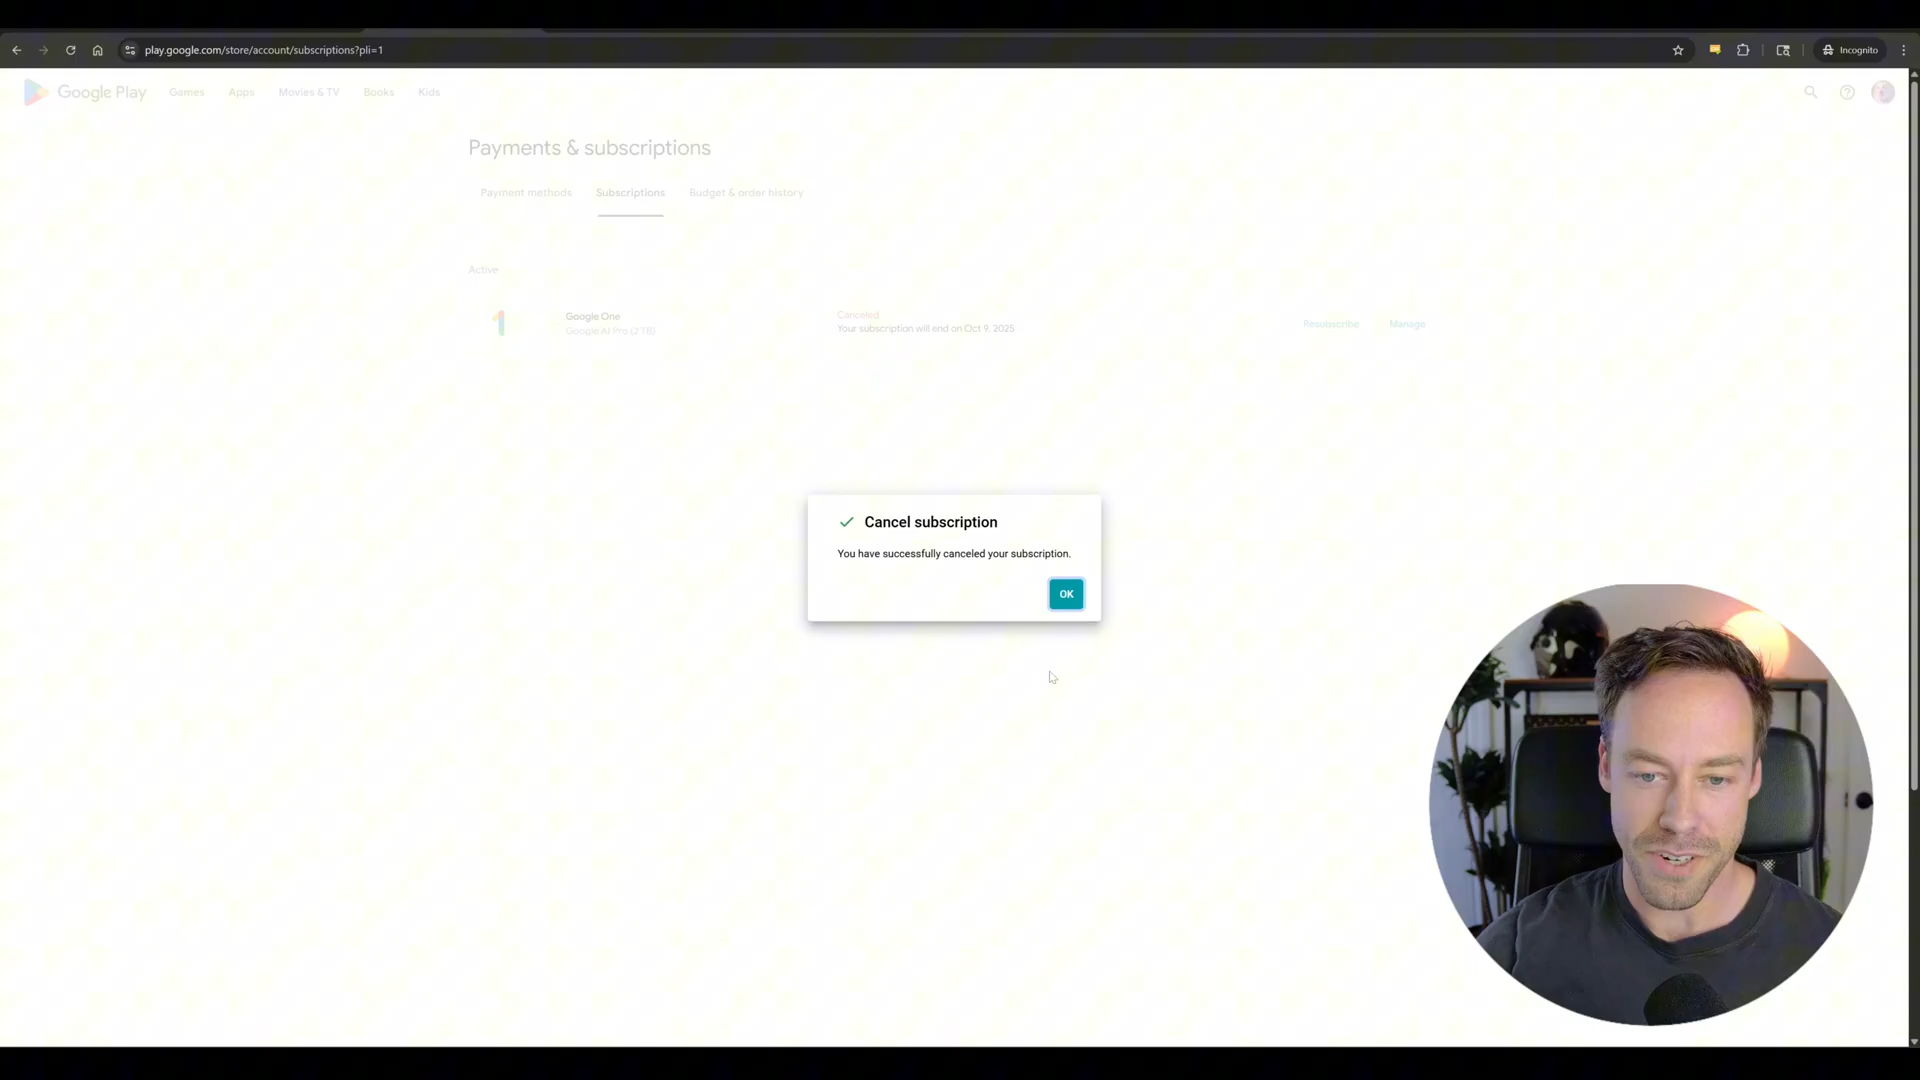 play.google.com/store/account/subscriptions?pli=1
Incognito
Google Play Games Apps Movies & TV Books Kids
Payments & subscriptions
Payment methods Subscriptions Budget & order history
Active
Google One
Google AI Pro (2 TB)
Canceled
Your subscription will end on Oct 9, 2025
Resubscribe Manage
Cancel subscription
You have successfully canceled your subscription.
OK